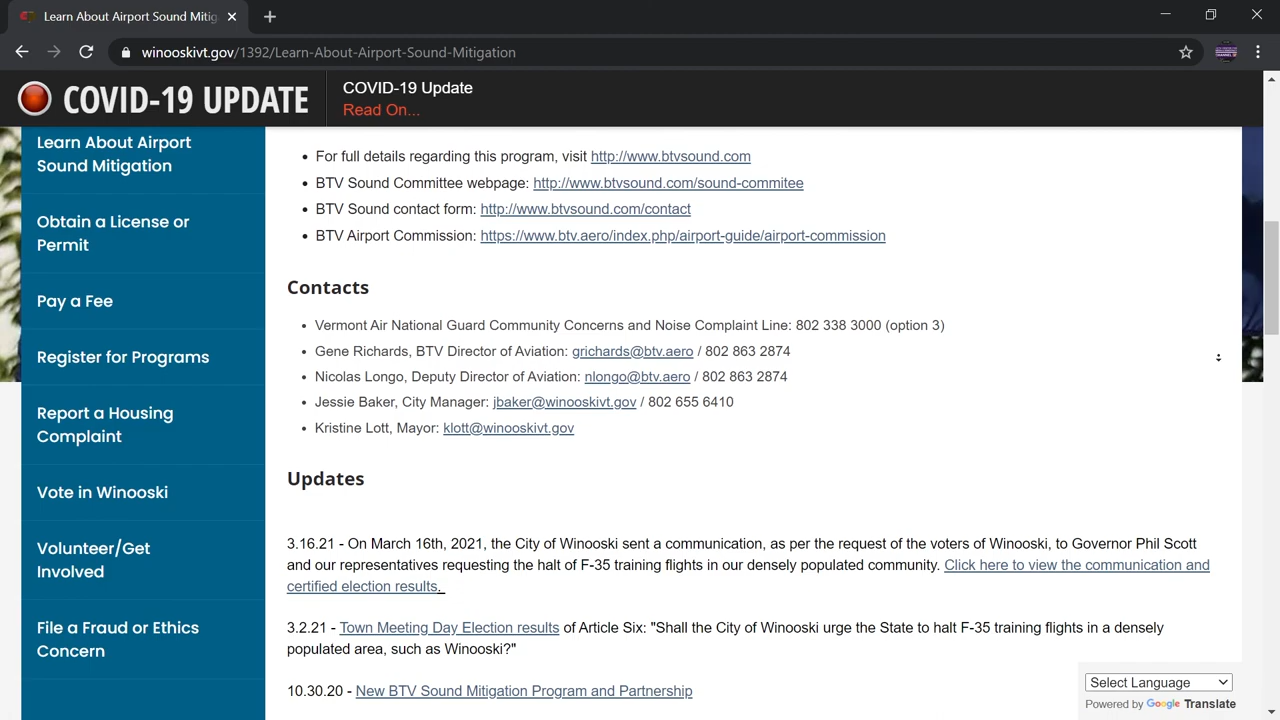 Learn About Airport Sound Mitig
winooskivt.gov/1392/Learn-About-Airport-Sound-Mitigation
COVID-19 UPDATE
COVID-19 Update
Read On...
Learn About Airport
Sound Mitigation
Obtain a License or
Permit
Pay a Fee
Register for Programs
Report a Housing
Complaint
Vote in Winooski
Volunteer/Get
Involved
File a Fraud or Ethics
Concern
• For full details regarding this program, visit http://www.btvsound.com
• BTV Sound Committee webpage: http://www.btvsound.com/sound-commitee
• BTV Sound contact form: http://www.btvsound.com/contact
• BTV Airport Commission: https://www.btv.aero/index.php/airport-guide/airport-commission
Contacts
• Vermont Air National Guard Community Concerns and Noise Complaint Line: 802 338 3000 (option 3)
• Gene Richards, BTV Director of Aviation: grichards@btv.aero / 802 863 2874
• Nicolas Longo, Deputy Director of Aviation: nlongo@btv.aero / 802 863 2874
• Jessie Baker, City Manager: jbaker@winooskivt.gov / 802 655 6410
• Kristine Lott, Mayor: klott@winooskivt.gov
Updates
3.16.21 - On March 16th, 2021, the City of Winooski sent a communication, as per the request of the voters of Winooski, to Governor Phil Scott
and our representatives requesting the halt of F-35 training flights in our densely populated community. Click here to view the communication and
certified election results.
3.2.21 - Town Meeting Day Election results of Article Six: "Shall the City of Winooski urge the State to halt F-35 training flights in a densely
populated area, such as Winooski?"
10.30.20 - New BTV Sound Mitigation Program and Partnership
Select Language
Powered by Google Translate